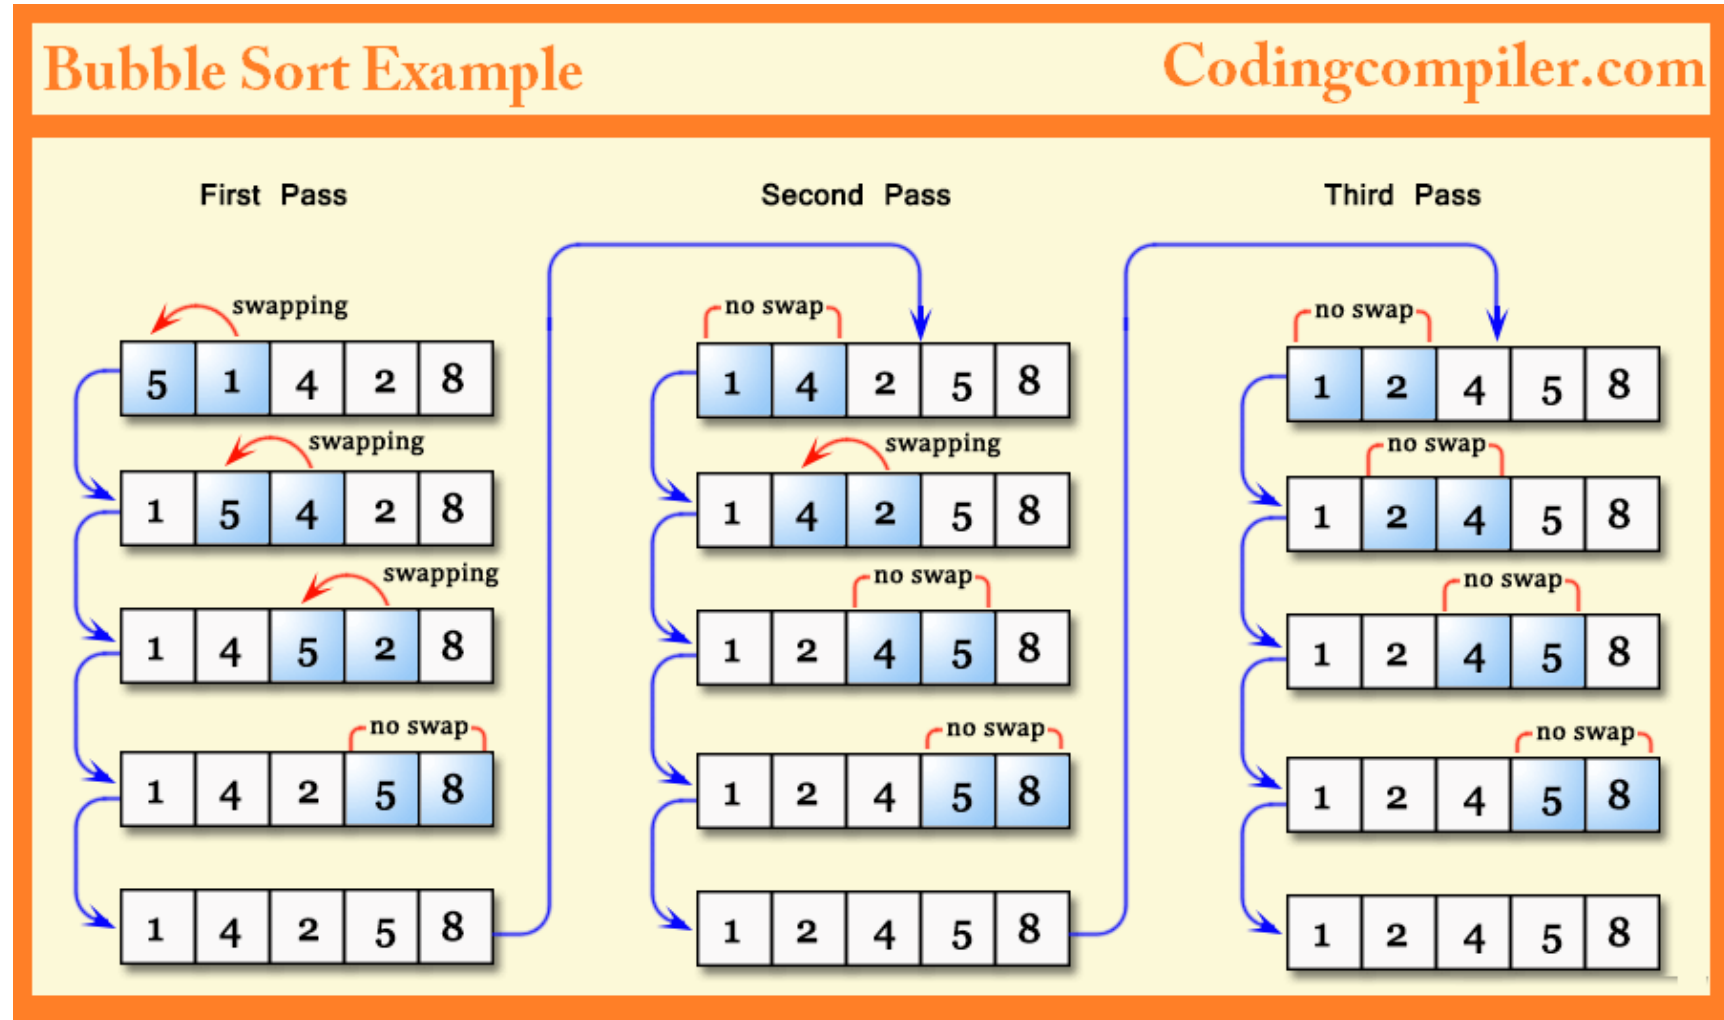 Bubble Sort Example
Codingcompiler.com
First Pass
swapping
5 1 4 2 8
swapping
1 5 4 2 8
swapping
1 4 5 2 8
no swap
1 4 2 5 8
1 4 2 5 8
Second Pass
no swap
1 4 2 5 8
swapping
1 4 2 5 8
no swap
1 2 4 5 8
no swap
1 2 4 5 8
1 2 4 5 8
Third Pass
no swap
1 2 4 5 8
no swap
1 2 4 5 8
no swap
1 2 4 5 8
no swap
1 2 4 5 8
1 2 4 5 8